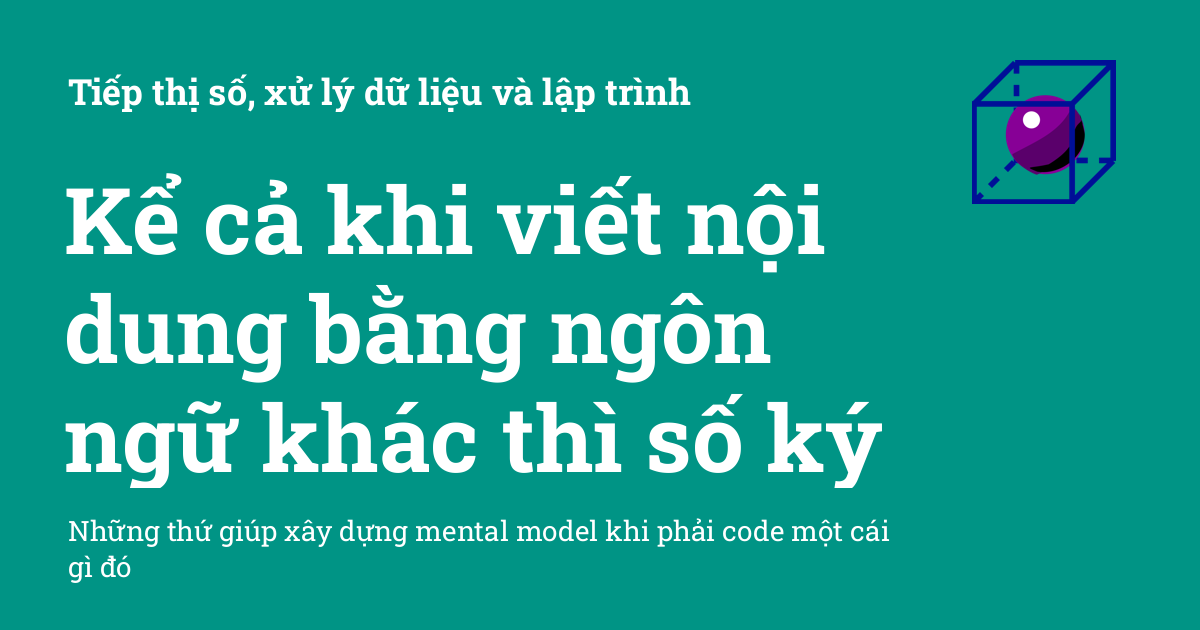 Tiếp thị số, xử lý dữ liệu và lập trình
Kể cả khi viết nội
dung bằng ngôn
ngữ khác thì số ký
Những thứ giúp xây dựng mental model khi phải code một cái
gì đó